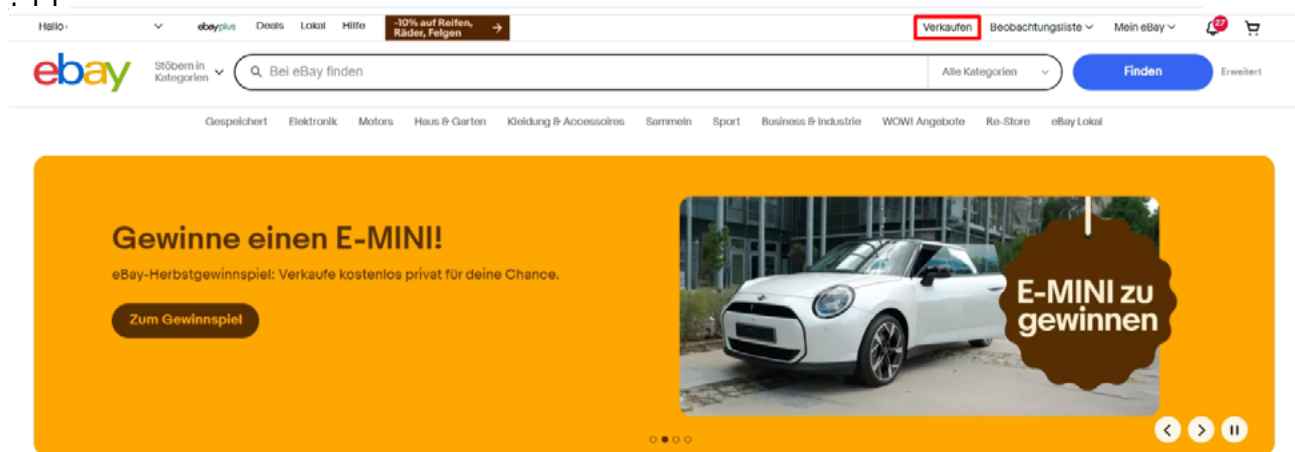 Hallo
ebayplus Deals Lokal Hilfe
-10% auf Reifen,
Räder, Felgen →
Verkaufen Beobachtungsliste Mein eBay 27
ebay
Stöbern in
Kategorien
Bei eBay finden
Alle Kategorien
Finden
Erweitert
Gespeichert Elektronik Motors Haus & Garten Kleidung & Accessoires Sammeln Sport Business & Industrie WOW! Angebote Re-Store eBay Lokal
Gewinne einen E-MINI!
eBay-Herbstgewinnspiel: Verkaufe kostenlos privat für deine Chance.
Zum Gewinnspiel
E-MINI zu
gewinnen